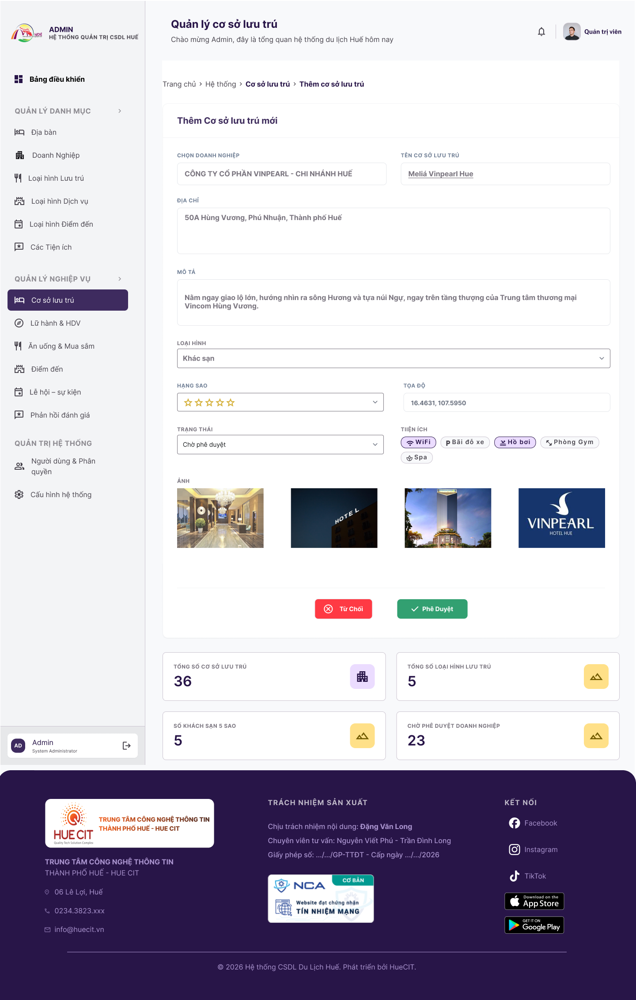 ADMIN
HỆ THỐNG QUẢN TRỊ CSDL HUẾ
Bảng điều khiển
QUẢN LÝ DANH MỤC
Địa bàn
Doanh Nghiệp
Loại hình Lưu trú
Loại hình Dịch vụ
Loại hình Điểm đến
Các Tiện ích
QUẢN LÝ NGHIỆP VỤ
Cơ sở lưu trú
Lữ hành & HDV
Ăn uống & Mua sắm
Điểm đến
Lễ hội – sự kiện
Phản hồi đánh giá
QUẢN TRỊ HỆ THỐNG
Người dùng & Phân
quyền
Cấu hình hệ thống
AD
Admin
System Administrator
Quản lý cơ sở lưu trú
Chào mừng Admin, đây là tổng quan hệ thống du lịch Huế hôm nay
Quản trị viên
Trang chủ › Hệ thống › Cơ sở lưu trú › Thêm cơ sở lưu trú
Thêm Cơ sở lưu trú mới
CHỌN DOANH NGHIỆP
CÔNG TY CỔ PHẦN VINPEARL - CHI NHÁNH HUẾ
TÊN CƠ SỞ LƯU TRÚ
Meliá Vinpearl Hue
ĐỊA CHỈ
50A Hùng Vương, Phú Nhuận, Thành phố Huế
MÔ TẢ
Nằm ngay giao lộ lớn, hướng nhìn ra sông Hương và tựa núi Ngự, ngay trên tầng thượng của Trung tâm thương mại
Vincom Hùng Vương.
LOẠI HÌNH
Khác sạn
HẠNG SAO
TỌA ĐỘ
16.4631, 107.5950
TRẠNG THÁI
Chờ phê duyệt
TIIỆN ÍCH
WiFi
Bãi đỗ xe
Hồ bơi
Phòng Gym
Spa
ẢNH
HOTEL
VINPEARL
HOTEL HUE
Từ Chối
Phê Duyệt
TỔNG SỐ CƠ SỞ LƯU TRÚ
36
TỔNG SỐ LOẠI HÌNH LƯU TRÚ
5
SỐ KHÁCH SẠN 5 SAO
5
CHỜ PHÊ DUYỆT DOANH NGHIỆP
23
HUE CIT
Quality Tech Solution Complex
TRUNG TÂM CÔNG NGHỆ THÔNG TIN
THÀNH PHỐ HUẾ - HUE CIT
TRUNG TÂM CÔNG NGHỆ THÔNG TIN
THÀNH PHỐ HUẾ - HUE CIT
06 Lê Lợi, Huế
0234.3823.xxx
info@huecit.vn
TRÁCH NHIỆM SẢN XUẤT
Chịu trách nhiệm nội dung: Đặng Văn Long
Chuyên viên tư vấn: Nguyễn Viết Phú - Trần Đình Long
Giấy phép số: .../.../GP-TTĐT - Cấp ngày .../.../2026
NCA
CƠ BẢN
Website đạt chứng nhận
TÍN NHIỆM MẠNG
KẾT NỐI
Facebook
Instagram
TikTok
Download on the
App Store
GET IT ON
Google Play
© 2026 Hệ thống CSDL Du Lịch Huế. Phát triển bởi HueCIT.